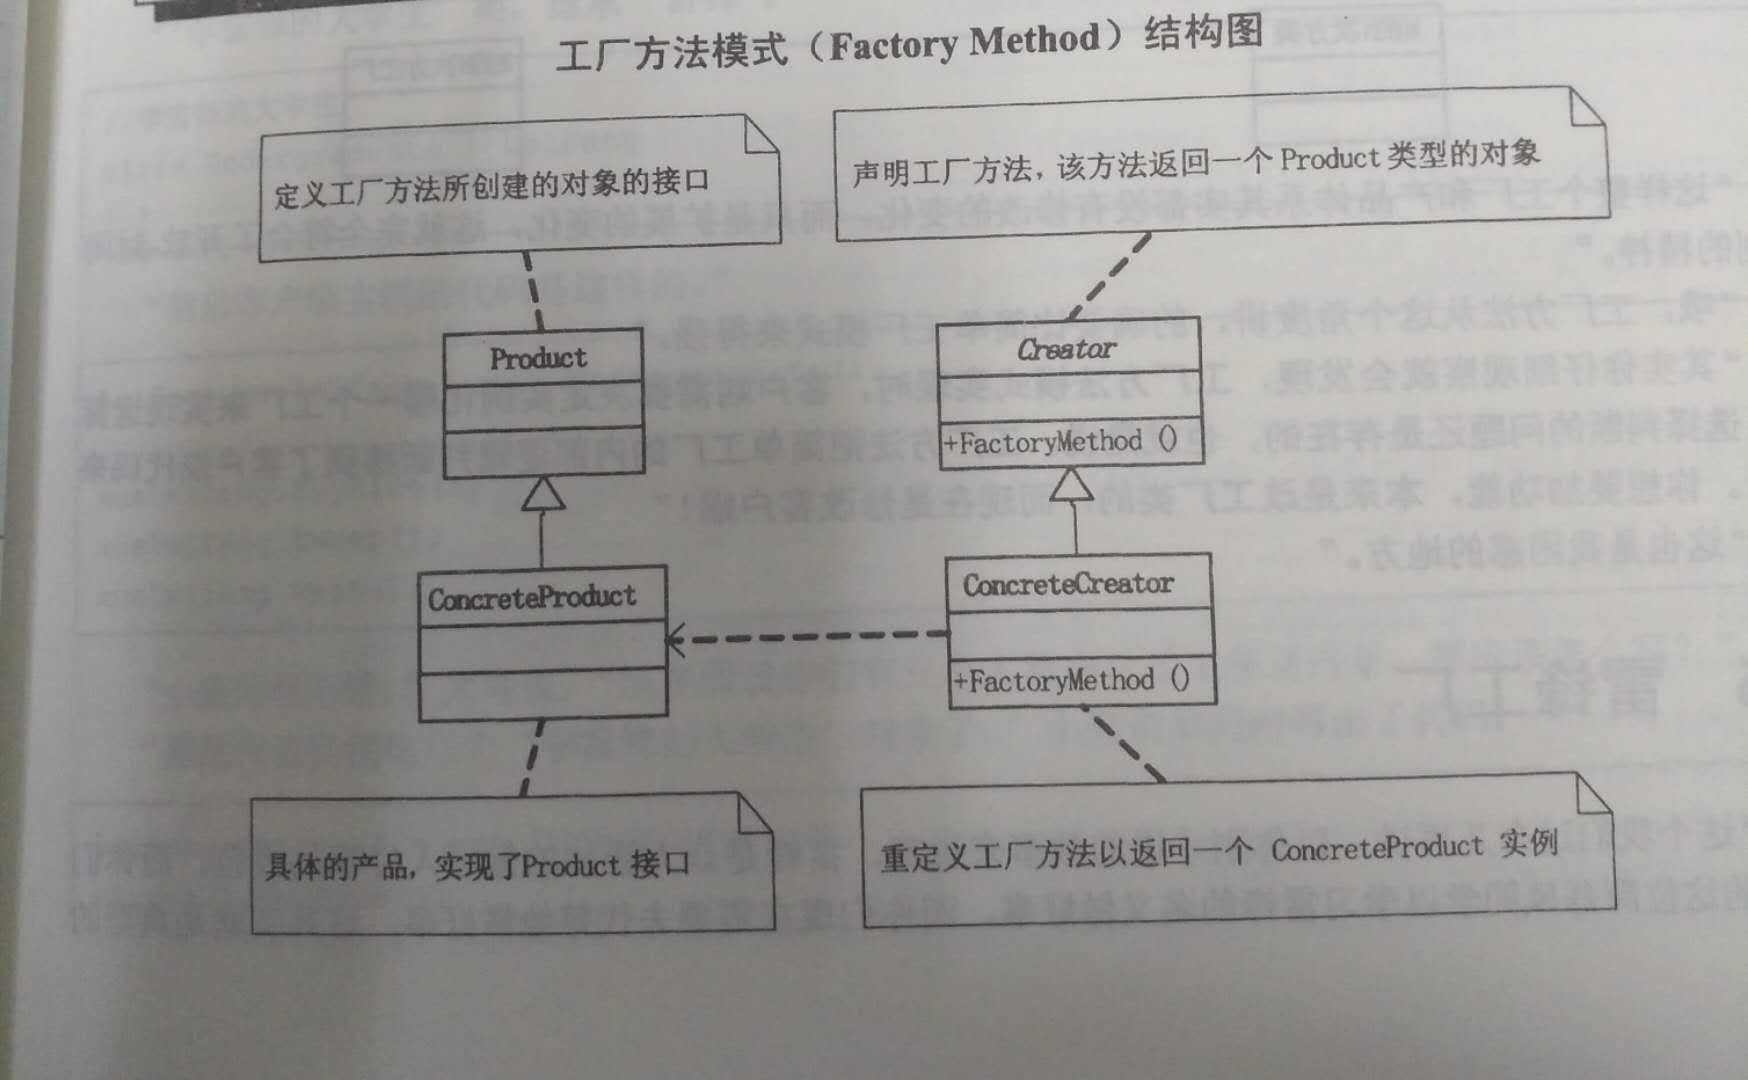 工厂方法模式（Factory Method）结构图
定义工厂方法所创建的对象的接口
声明工厂方法，该方法返回一个 Product 类型的对象
Product
Creator
+FactoryMethod ()
ConcreteProduct
ConcreteCreator
+FactoryMethod ()
具体的产品，实现了Product 接口
重定义工厂方法以返回一个 ConcreteProduct 实例